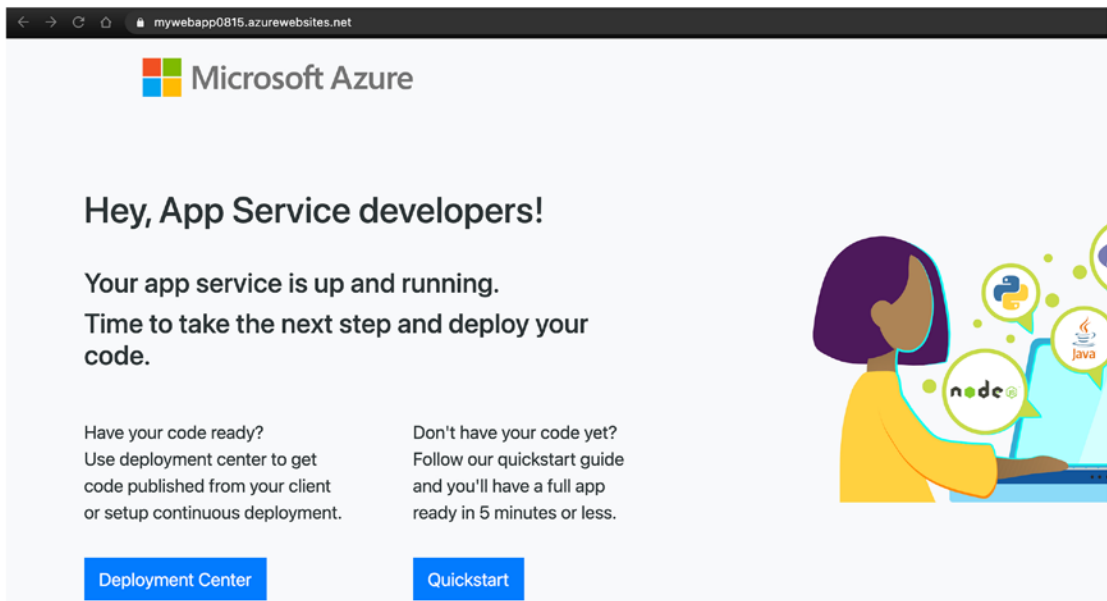 mywebapp0815.azurewebsites.net
Microsoft Azure
Hey, App Service developers!
Your app service is up and running.
Time to take the next step and deploy your
code.
Have your code ready?
Use deployment center to get
code published from your client
or setup continuous deployment.
Deployment Center
Don't have your code yet?
Follow our quickstart guide
and you'll have a full app
ready in 5 minutes or less.
Quickstart
node
JS
Java